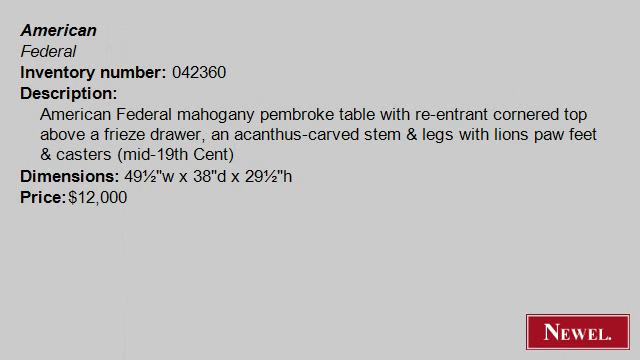 American
Federal
Inventory number: 042360
Description:
American Federal mahogany pembroke table with re-entrant cornered top
above a frieze drawer, an acanthus-carved stem & legs with lions paw feet
& casters (mid-19th Cent)
Dimensions: 49½"w x 38"d x 29½"h
Price:$12,000
NEWEL.